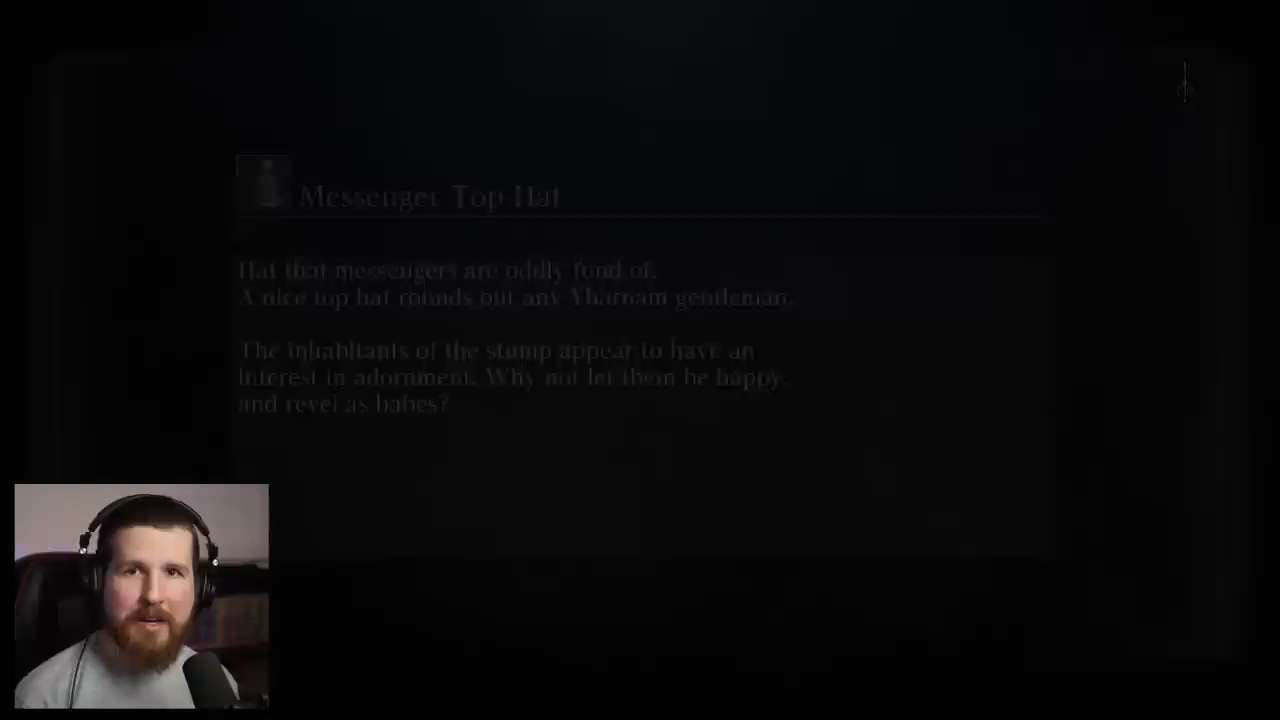 Messenger Top Hat
Hat that messengers are oddly fond of.
A nice top hat rounds out any Yharnam gentleman.
The inhabitants of the stump appear to have an
interest in adornment. Why not let them be happy,
and revel as babes?